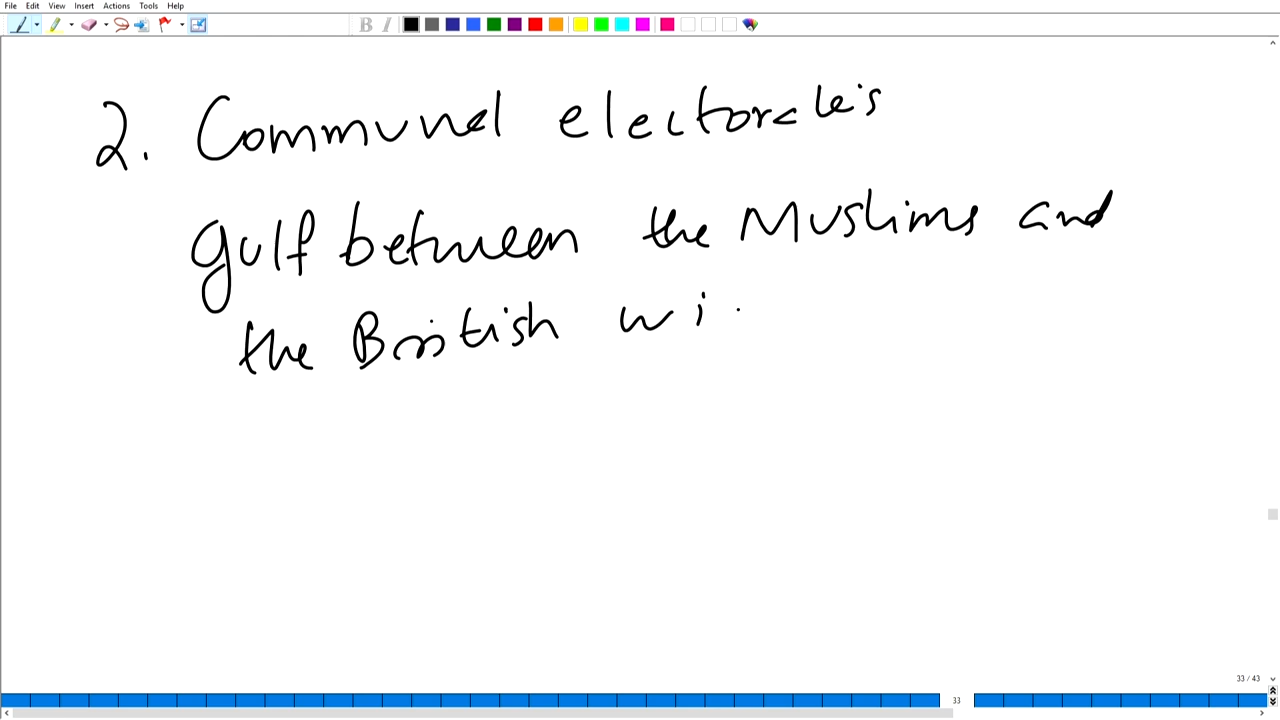 File Edit View Insert Actions Tools Help
B I
2. Communal electorates
gulf between the Muslims and
the British wi
33 / 43
33